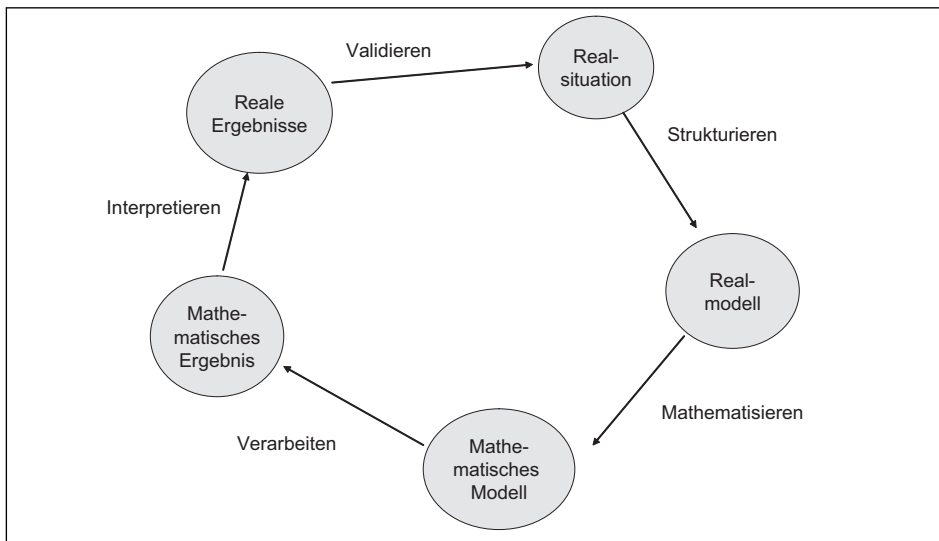 Validieren
Real-
situation
Reale
Ergebnisse
Strukturieren
Interpretieren
Real-
modell
Mathe-
matisches
Ergebnis
Mathematisieren
Verarbeiten
Mathe-
matisches
Modell